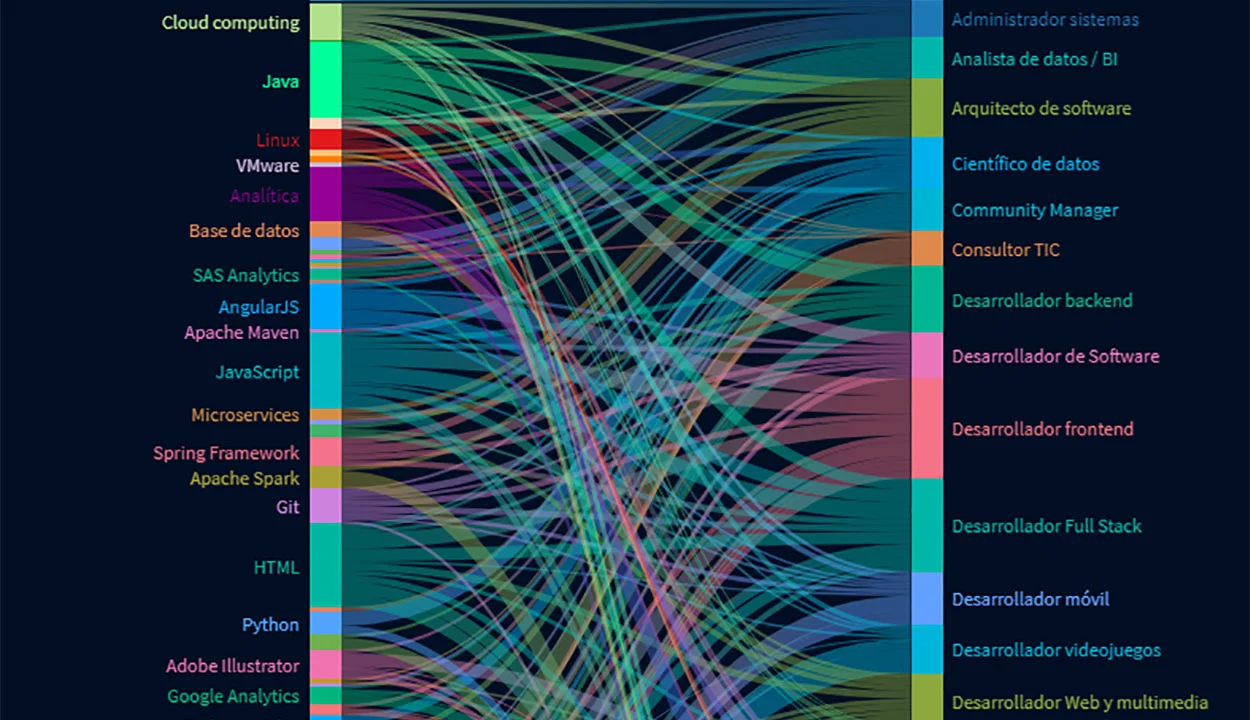 Cloud computing
Java
Linux
VMware
Analítica
Base de datos
SAS Analytics
AngularJS
Apache Maven
JavaScript
Microservices
Spring Framework
Apache Spark
Git
HTML
Python
Adobe Illustrator
Google Analytics
Administrador sistemas
Analista de datos / BI
Arquitecto de software
Científico de datos
Community Manager
Consultor TIC
Desarrollador backend
Desarrollador de Software
Desarrollador frontend
Desarrollador Full Stack
Desarrollador móvil
Desarrollador videojuegos
Desarrollador Web y multimedia